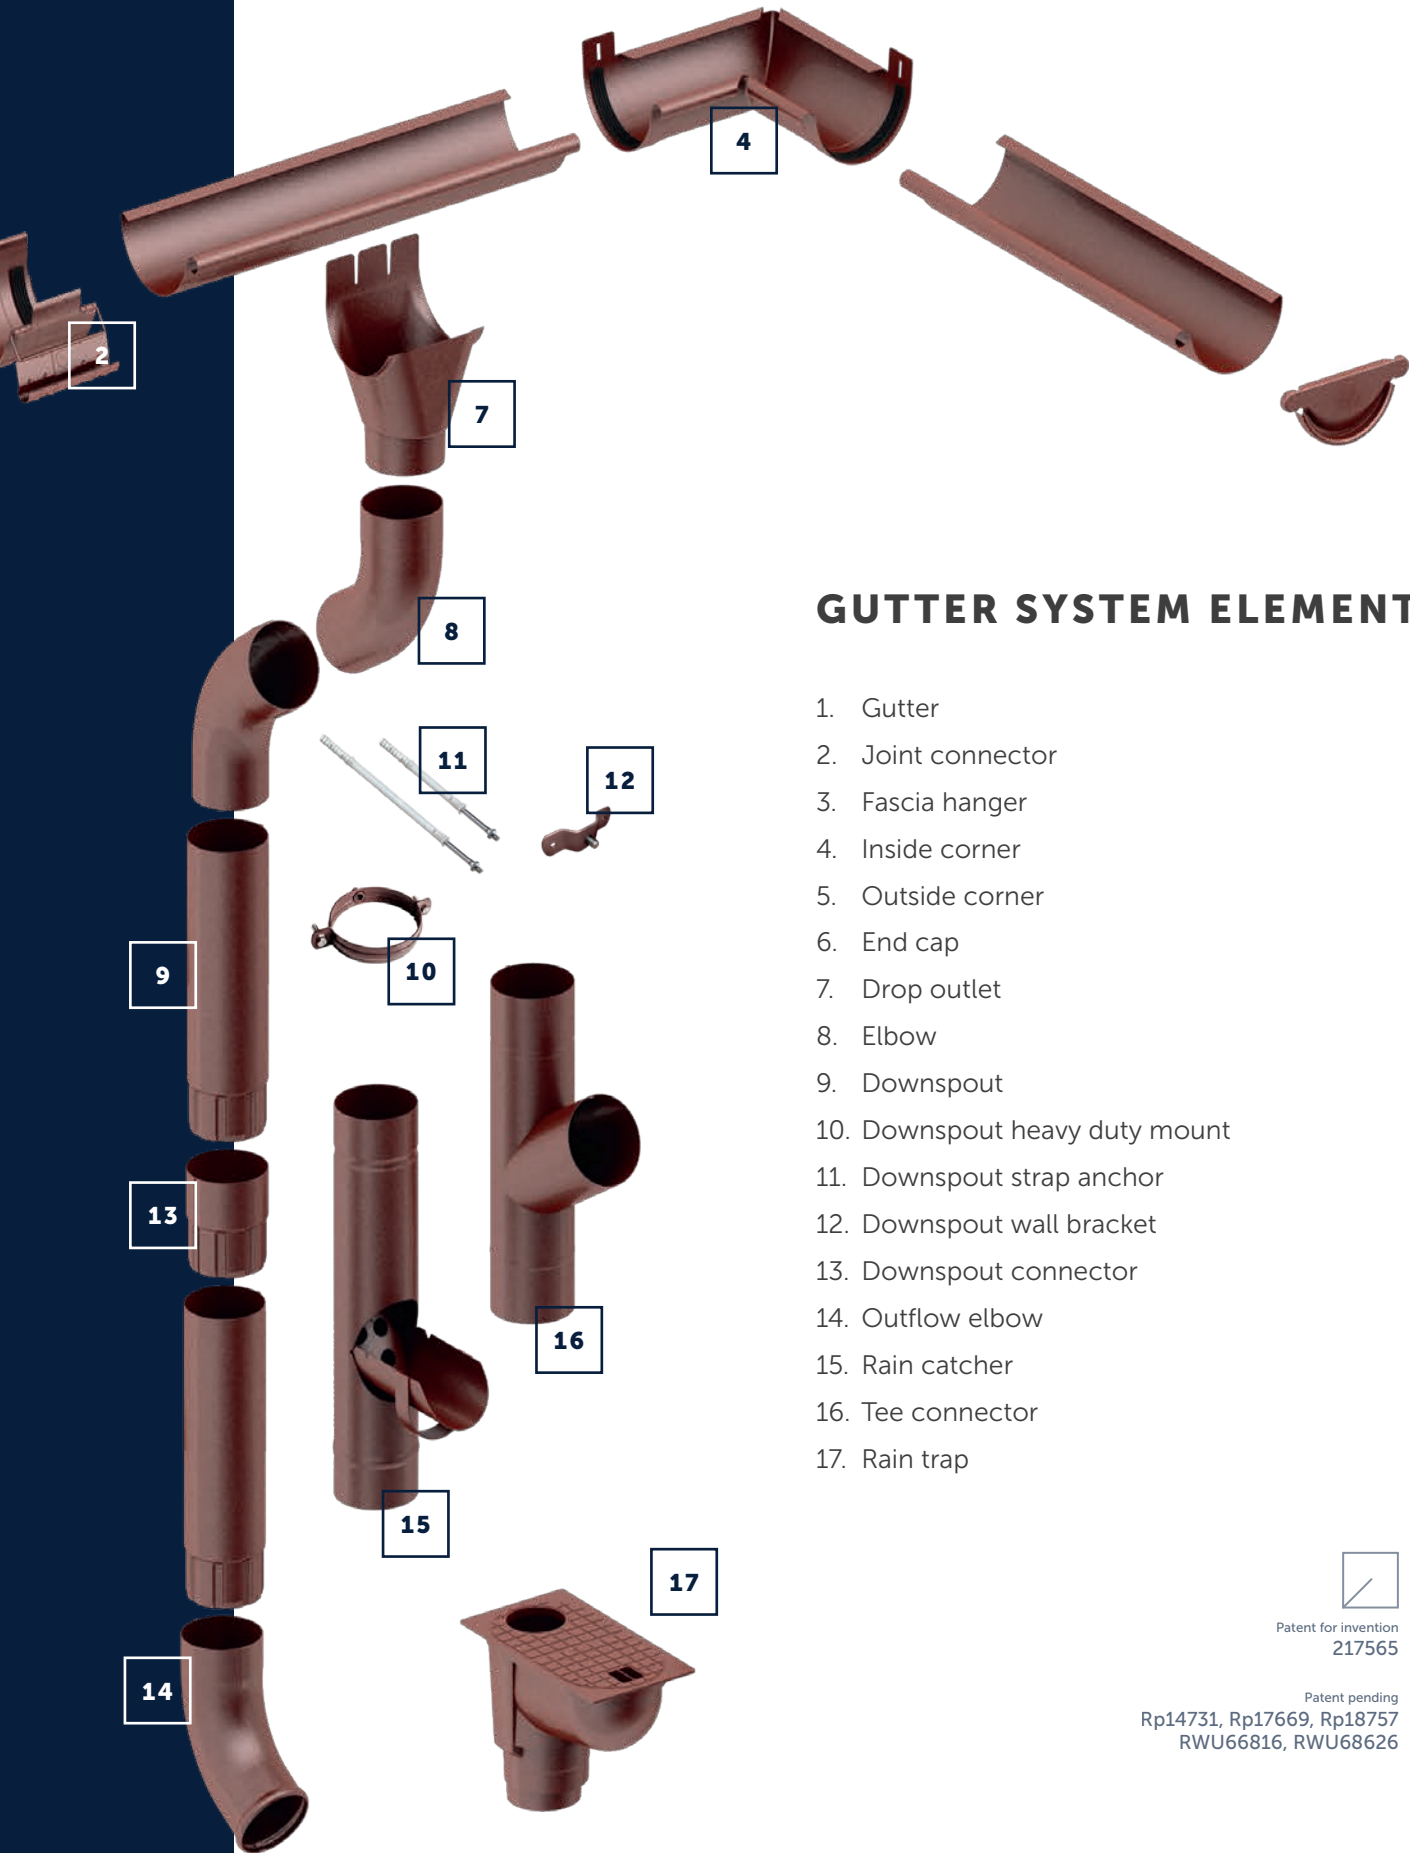 4
2
7
8
11
12
9
10
13
16
15
17
14
GUTTER SYSTEM ELEMENT
1. Gutter
2. Joint connector
3. Fascia hanger
4. Inside corner
5. Outside corner
6. End cap
7. Drop outlet
8. Elbow
9. Downspout
10. Downspout heavy duty mount
11. Downspout strap anchor
12. Downspout wall bracket
13. Downspout connector
14. Outflow elbow
15. Rain catcher
16. Tee connector
17. Rain trap
Patent for invention
217565
Patent pending
Rp14731, Rp17669, Rp18757
RWU66816, RWU68626